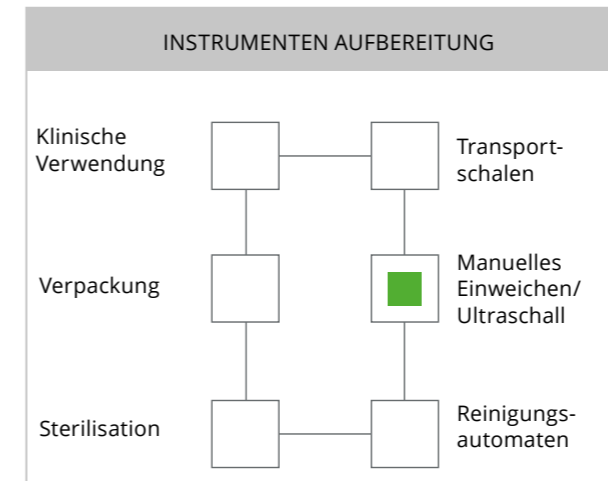 INSTRUMENTEN AUFBEREITUNG
Klinische
Verwendung
Transport-
schalen
Verpackung
Manuelles
Einweichen/
Ultraschall
Sterilisation
Reinigungs-
automaten